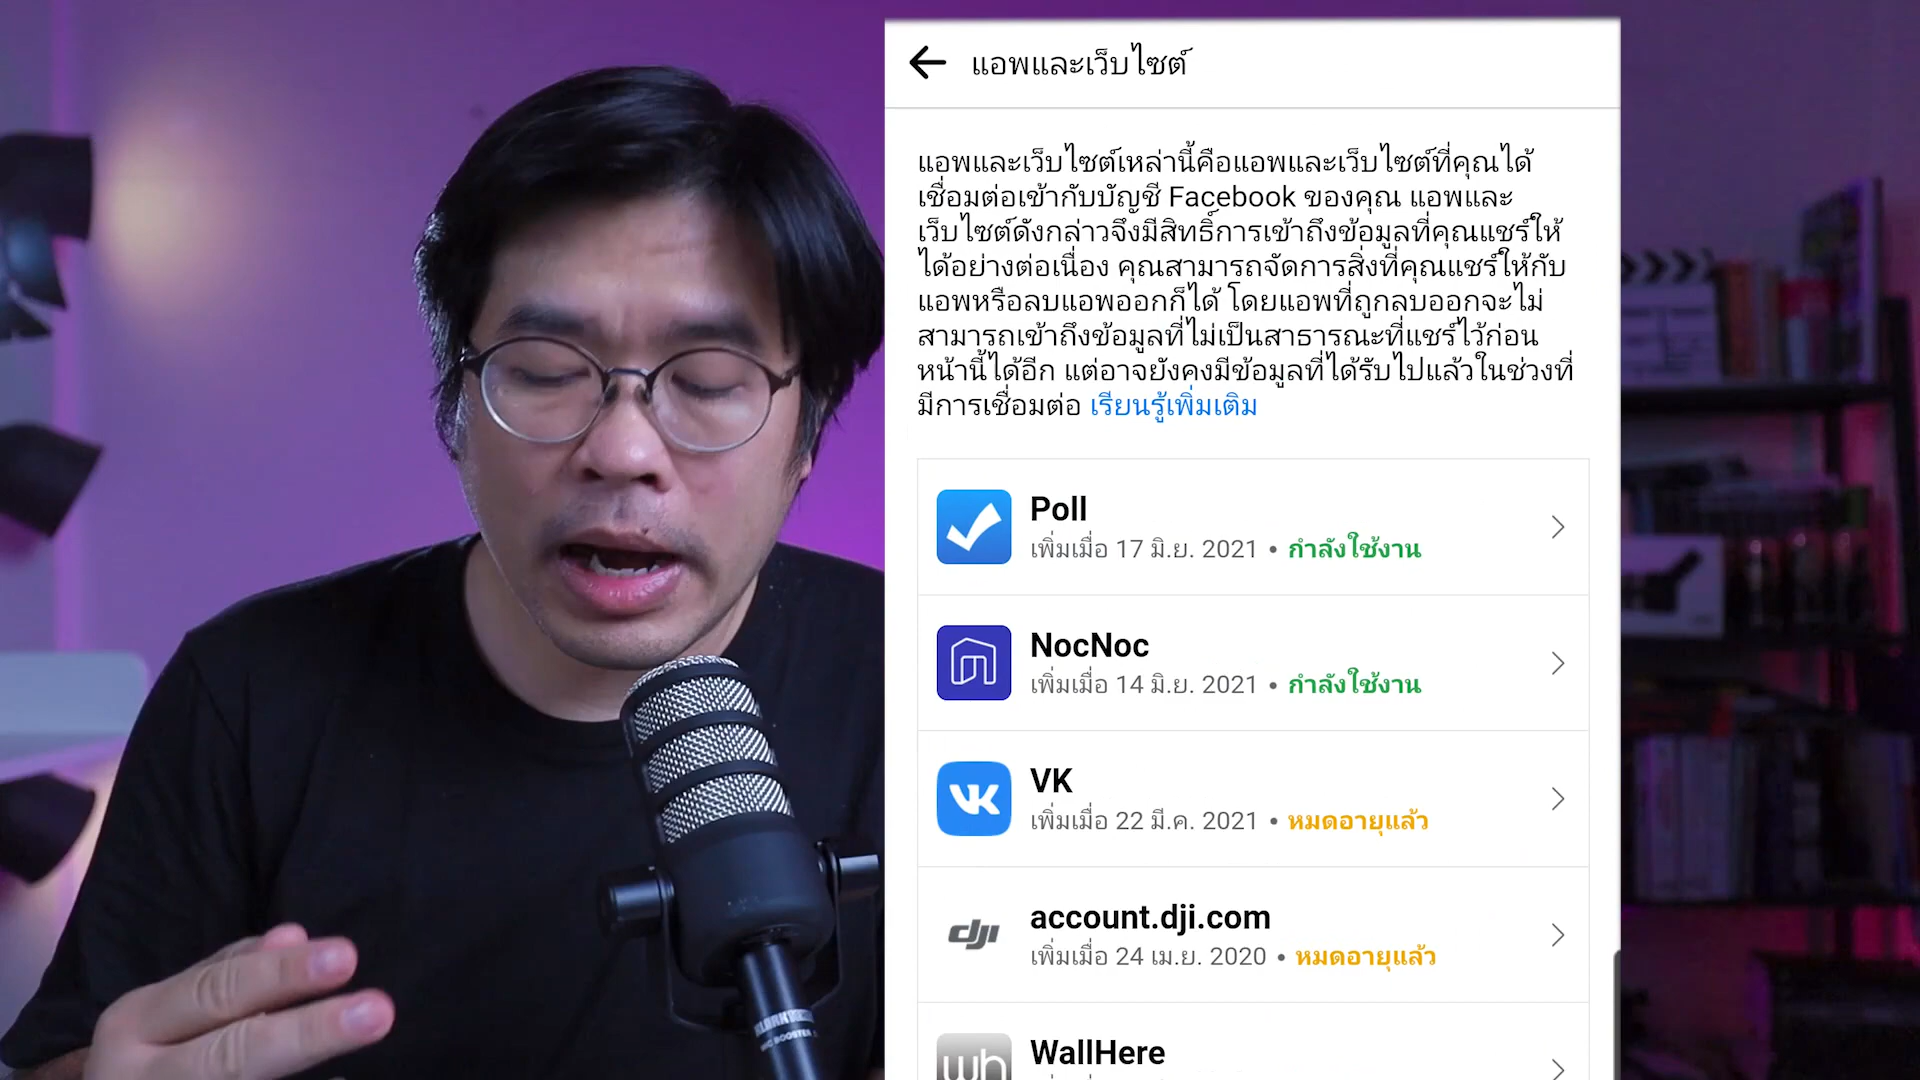 แอพและเว็บไซต์
แอพและเว็บไซต์เหล่านี้คือแอพและเว็บไซต์ที่คุณได้
เชื่อมต่อเข้ากับบัญชี Facebook ของคุณ แอพและ
เว็บไซต์ดังกล่าวจึงมีสิทธิ์การเข้าถึงข้อมูลที่คุณแชร์ให้
ได้อย่างต่อเนื่อง คุณสามารถจัดการสิ่งที่คุณแชร์ให้กับ
แอพหรือลบแอพออกก็ได้ โดยแอพที่ถูกลบออกจะไม่
สามารถเข้าถึงข้อมูลที่ไม่เป็นสาธารณะที่แชร์ไว้ก่อน
หน้านี้ได้อีก แต่อาจยังคงมีข้อมูลที่ได้รับไปแล้วในช่วงที่
มีการเชื่อมต่อ เรียนรู้เพิ่มเติม
Poll
เพิ่มเมื่อ 17 มิ.ย. 2021 • กำลังใช้งาน
NocNoc
เพิ่มเมื่อ 14 มิ.ย. 2021 • กำลังใช้งาน
VK
VK
เพิ่มเมื่อ 22 มี.ค. 2021 • หมดอายุแล้ว
dji
account.dji.com
เพิ่มเมื่อ 24 เม.ย. 2020 • หมดอายุแล้ว
wh
WallHere